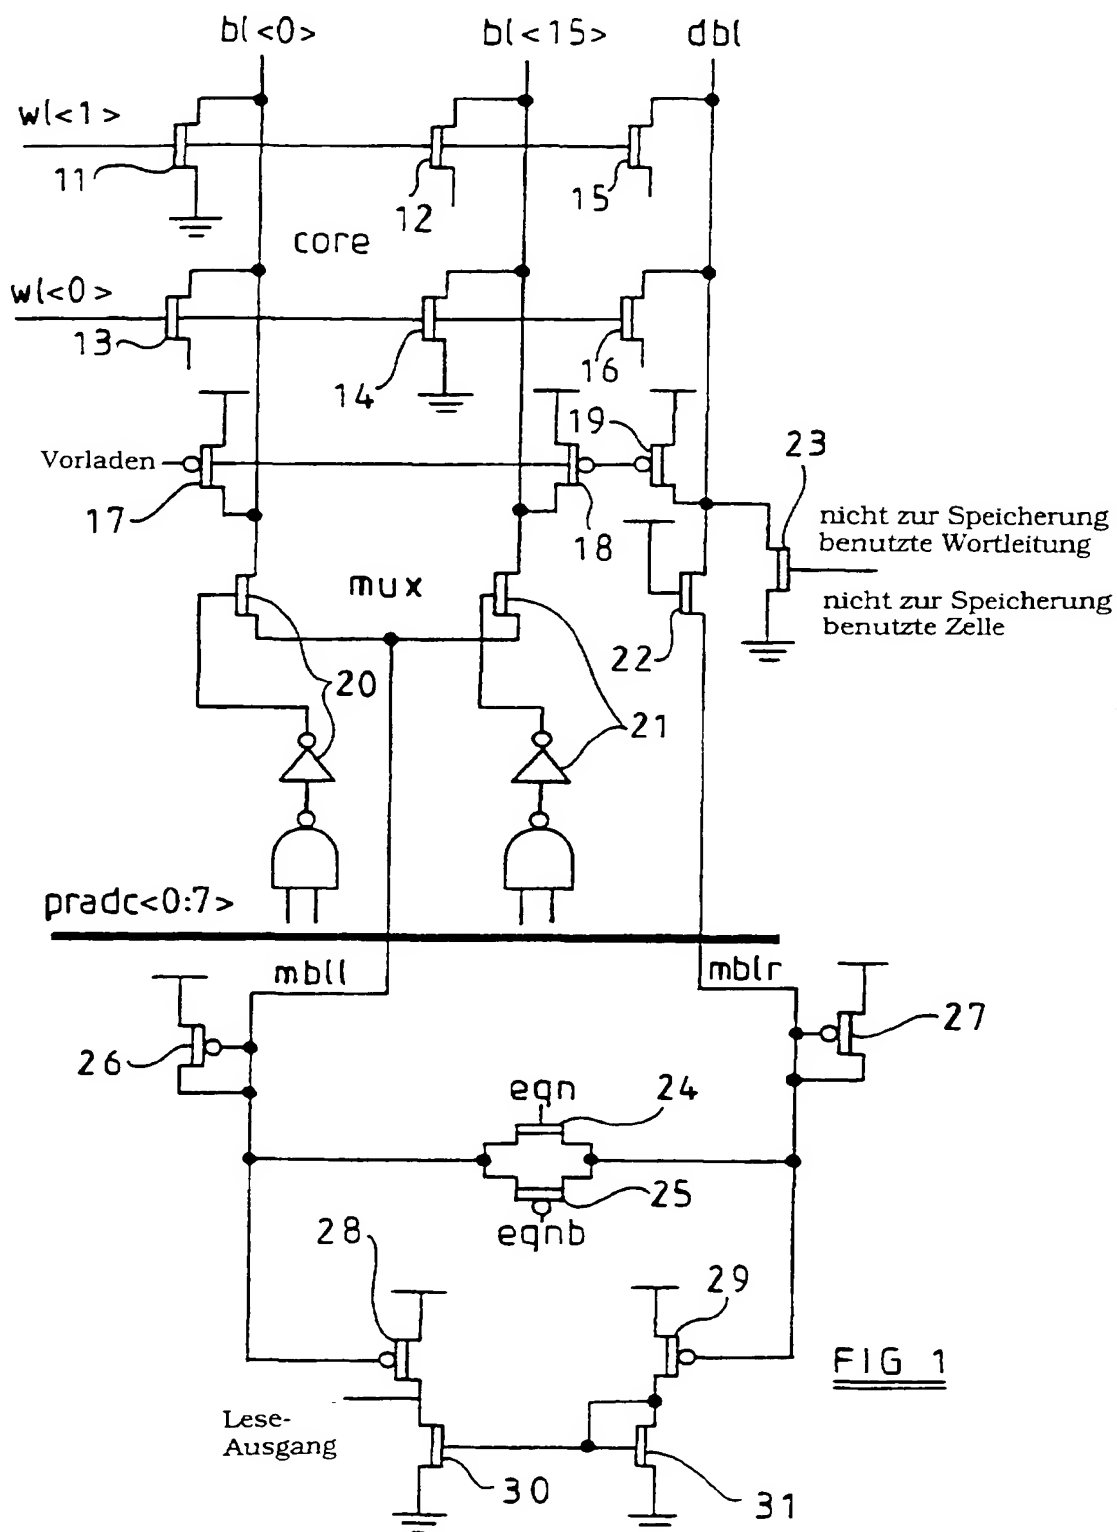 bl<0> bl<15> dbl
wl<1>
11 12 15
core
wl<0>
13 14 16
19 23
Vorladen
17 18
nicht zur Speicherung
benutzte Wortleitung
mux
nicht zur Speicherung
benutzte Zelle
20 21 22
pradc<0:7>
mbll mblr
26 27
eqn 24
25
eqnb
28 29
FIG 1
Lese-
Ausgang
30 31